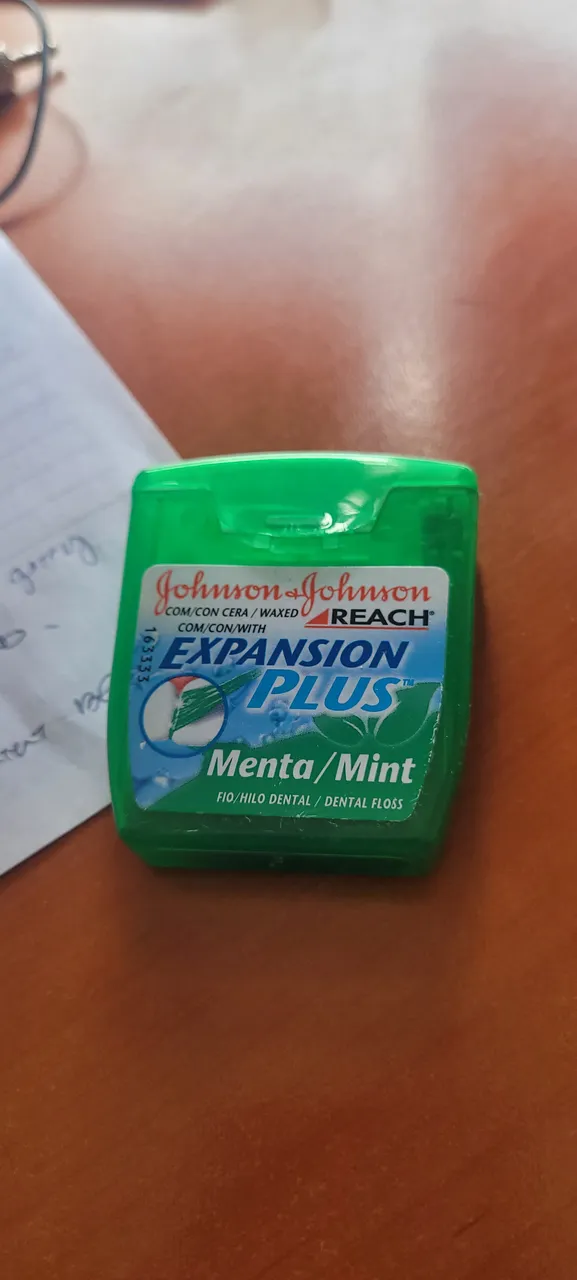 Johnson & Johnson
COM/CON CERA / WAXED
REACH®
COM/CON/WITH
EXPANSION
PLUS™
163333
Menta/Mint
FIO/HILO DENTAL / DENTAL FLOSS